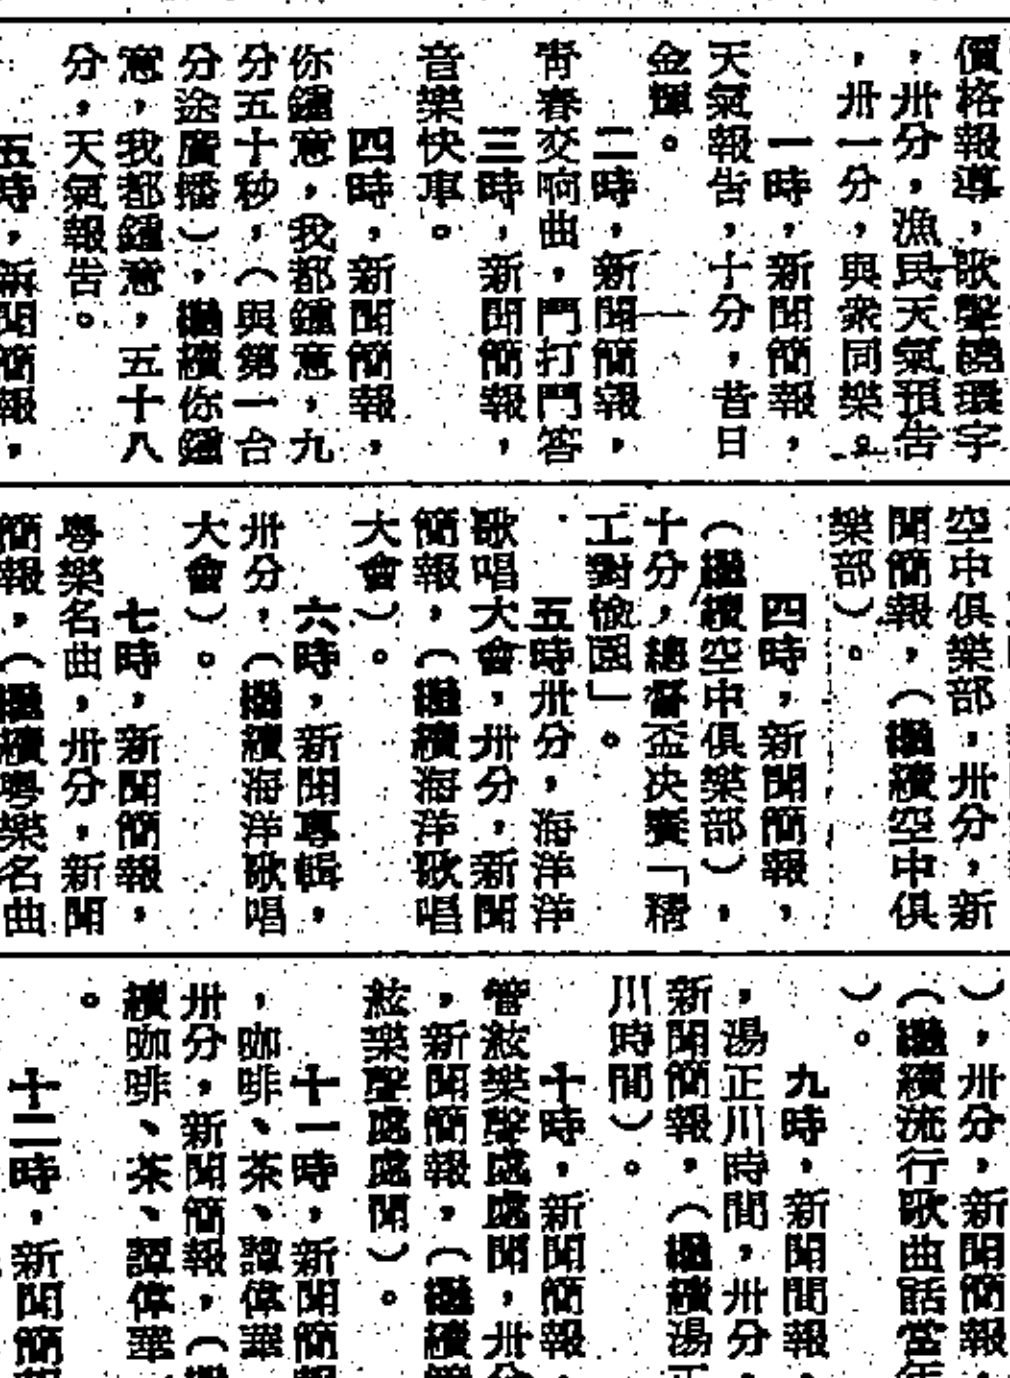 價格報導，歌聲繞環宇
，卅分，漁民天氣預告
，卅一分，與衆同樂。
一時，新聞簡報，
天氣報告，十分，昔日
金輝。
二時，新聞簡報，
青春交响曲，鬥打鬥答
三時，新聞簡報，
音樂快車。
四時，新聞簡報，
你鍾意，我都鍾意，九
分五十秒，（與第一台
分途廣播），繼續你鍾
意，我都鍾意，五十八
分，天氣報告。
五時，新聞簡報，
空中俱樂部，卅分，新
聞簡報，（繼續空中俱
樂部）。
四時，新聞簡報，
（繼續空中俱樂部），
十分，總督盃決賽「精
工對愉園」。
五時卅分，海洋洋
歌唱大會，卅分，新聞
簡報，（繼續海洋歌唱
大會）。
六時，新聞專輯，
卅分，（繼續海洋歌唱
大會）。
七時，新聞簡報，
粵樂名曲，卅分，新聞
簡報，（繼續粵樂名曲
），卅分，新聞簡報，
（繼續流行歌曲話當年
）。
九時，新聞間報，
，湯正川時間，卅分
新聞簡報，（繼續湯正
川時間）。
十時，新聞簡報，
管絃樂聲處處聞，卅分
，新聞簡報，（繼續管
絃樂聲處處聞）。
十一時，新聞簡報
，咖啡、茶、譚偉華
卅分，新聞簡報，（繼
續咖啡、茶、譚偉華
。
十二時，新聞簡報